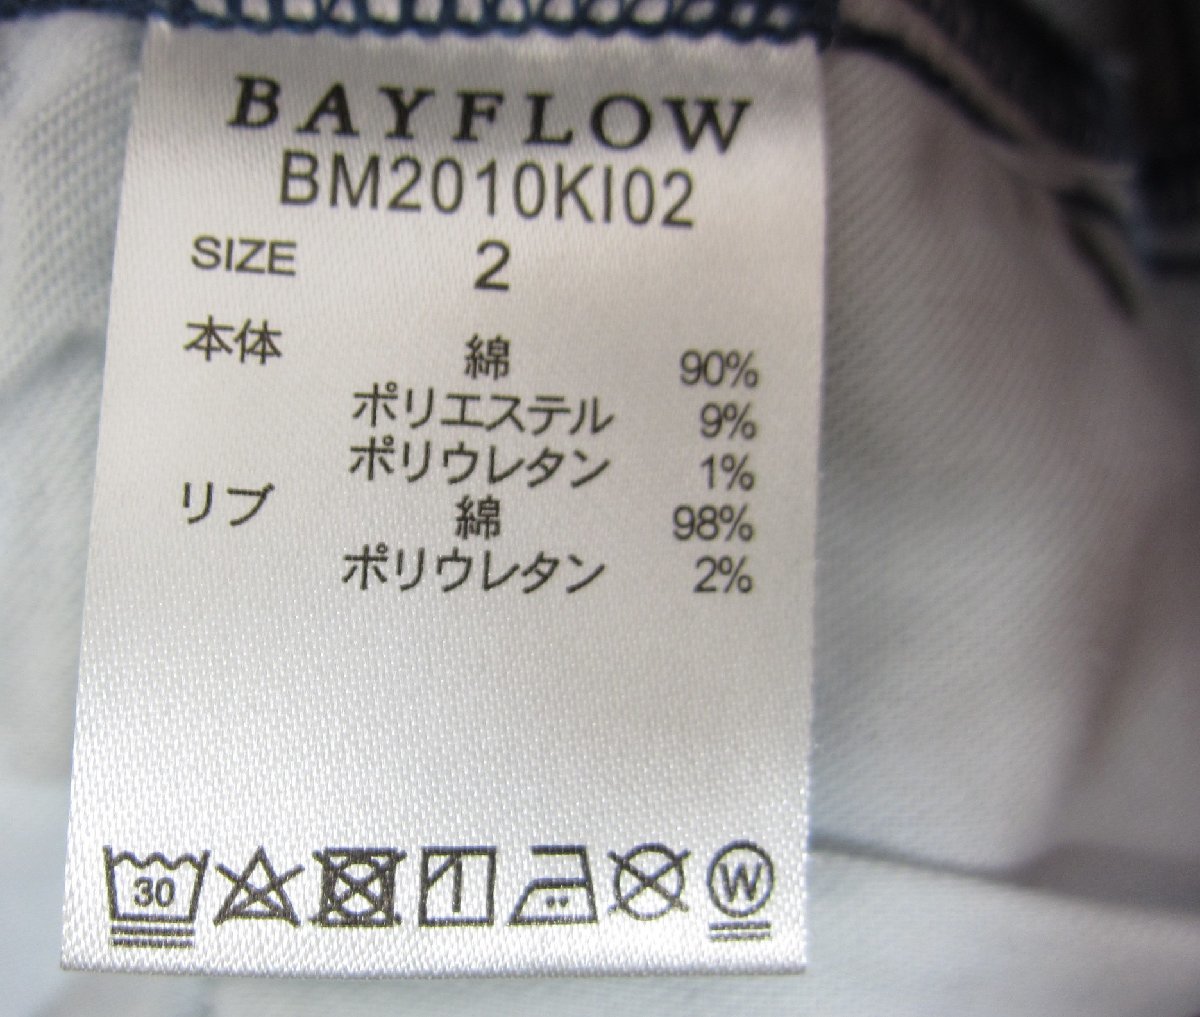 BAYFLOW
BM2010KI02
SIZE 2
本体 綿 90%
ポリエステル 9%
ポリウレタン 1%
リブ 綿 98%
ポリウレタン 2%
30 W